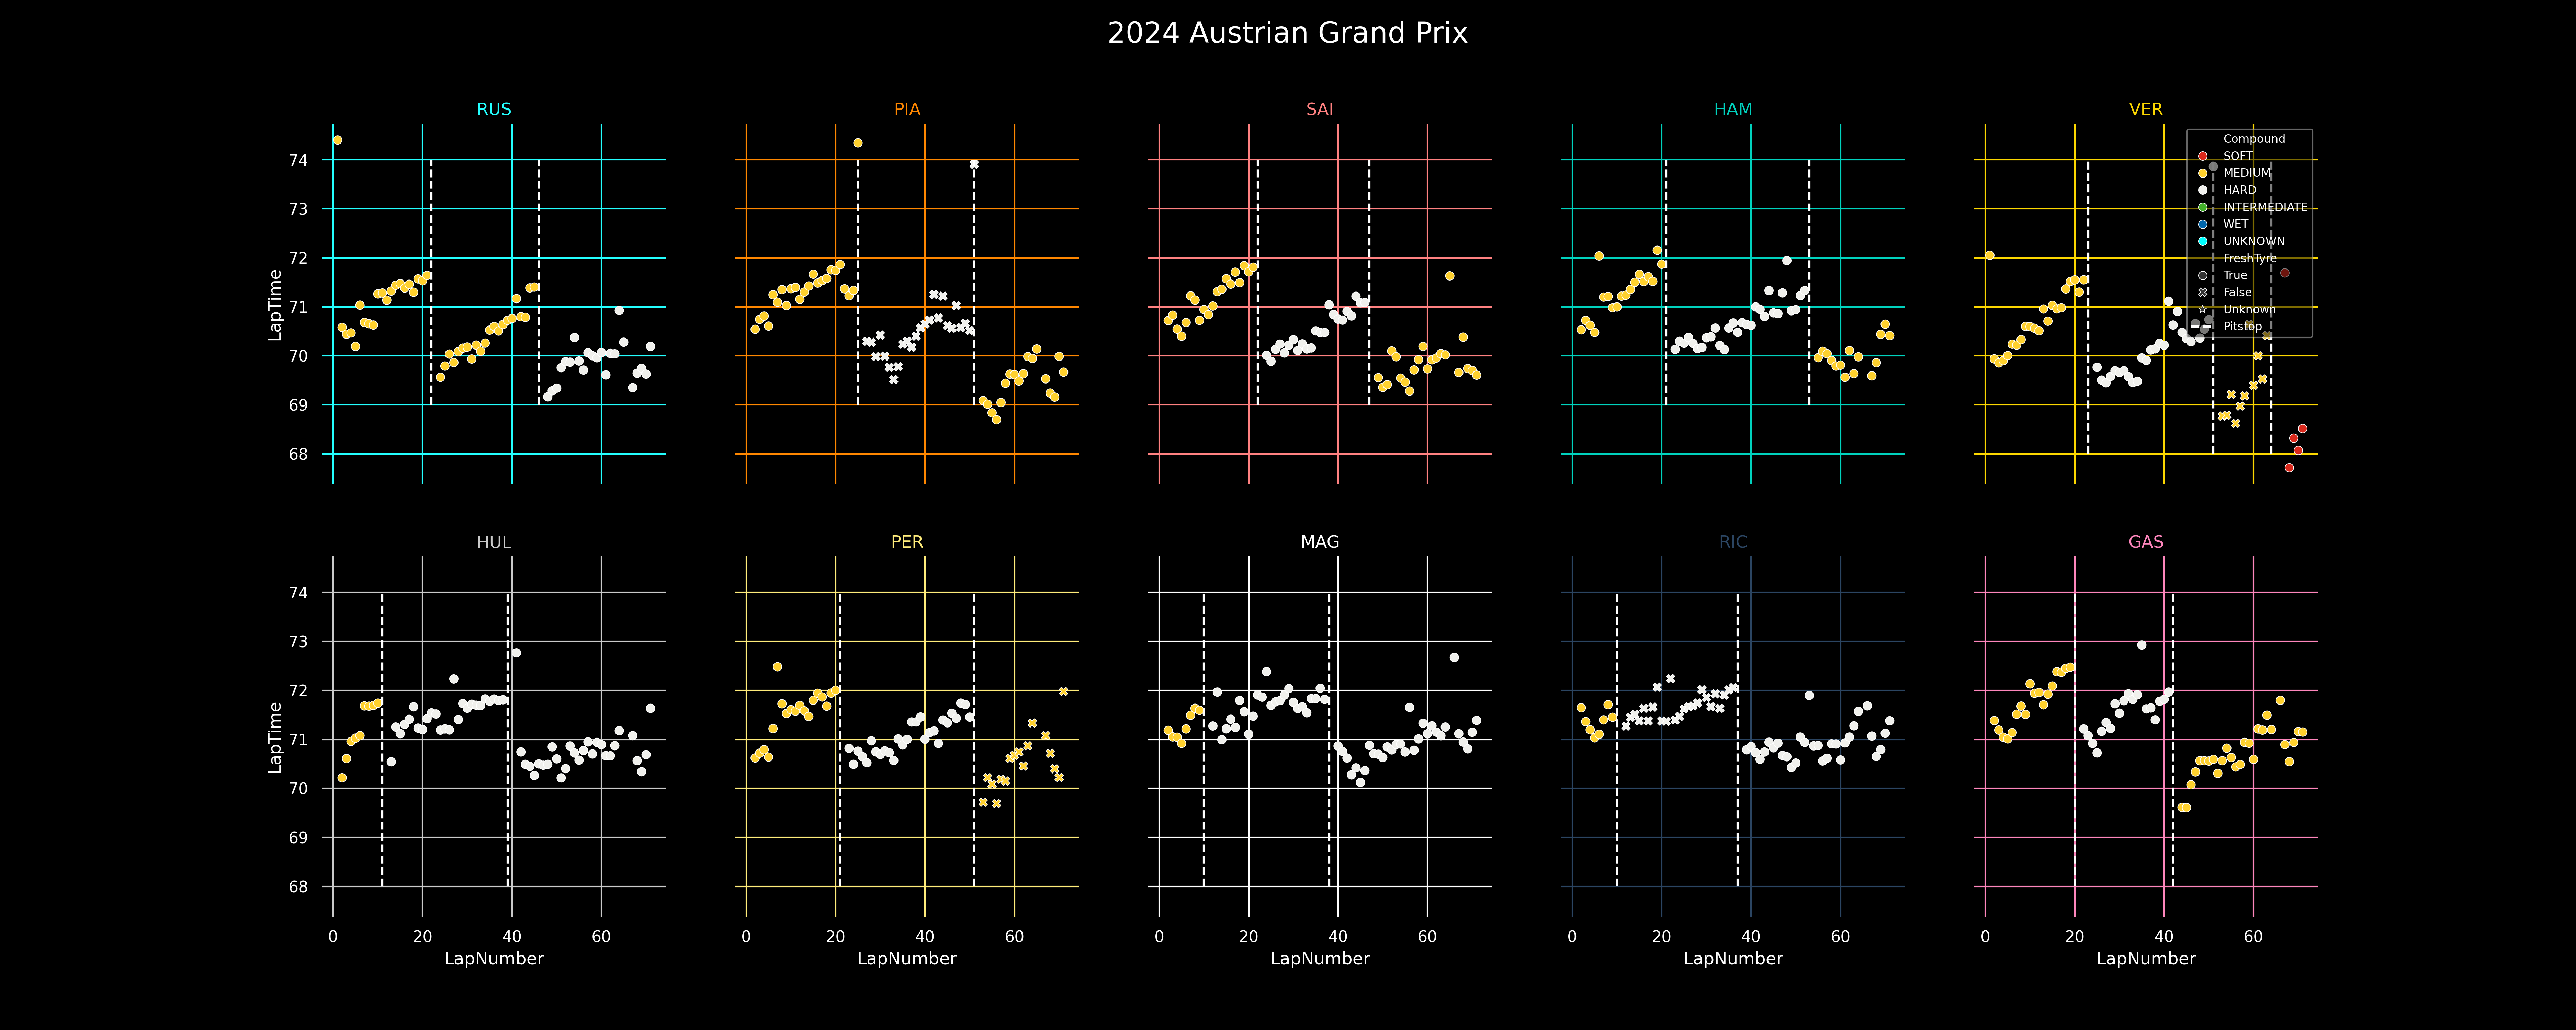 2024 Austrian Grand Prix
RUS
PIA
SAI
HAM
VER
LapTime
74
73
72
71
70
69
68
Compound
SOFT
MEDIUM
HARD
INTERMEDIATE
WET
UNKNOWN
FreshTyre
True
False
Unknown
Pitstop
HUL
PER
MAG
RIC
GAS
LapTime
74
73
72
71
70
69
68
0 20 40 60
0 20 40 60
0 20 40 60
0 20 40 60
0 20 40 60
LapNumber
LapNumber
LapNumber
LapNumber
LapNumber